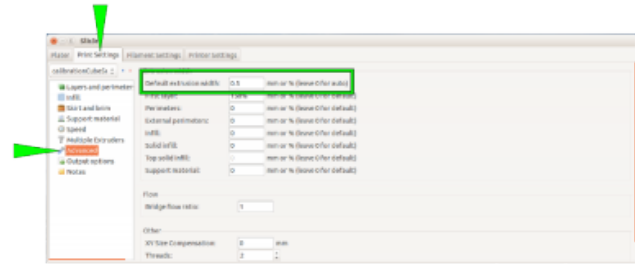 Slic3r
Plater Print Settings Filament Settings Printer Settings
Default extrusion width: 0.5 mm or % (leave 0 for auto)
First layer: 150% mm or % (leave 0 for default)
Perimeters: 0 mm or % (leave 0 for default)
External perimeters: 0 mm or % (leave 0 for default)
Infill: 0 mm or % (leave 0 for default)
Solid infill: 0 mm or % (leave 0 for default)
Top solid infill: mm or % (leave 0 for default)
Support material: 0 mm or % (leave 0 for default)
Layers and perimeter
Infill
Skirt and brim
Support material
Speed
Multiple Extruders
Advanced
Output options
Notes
Flow
Bridge flow ratio: 1
Other
XY Size Compensation: 0 mm
Threads: 2